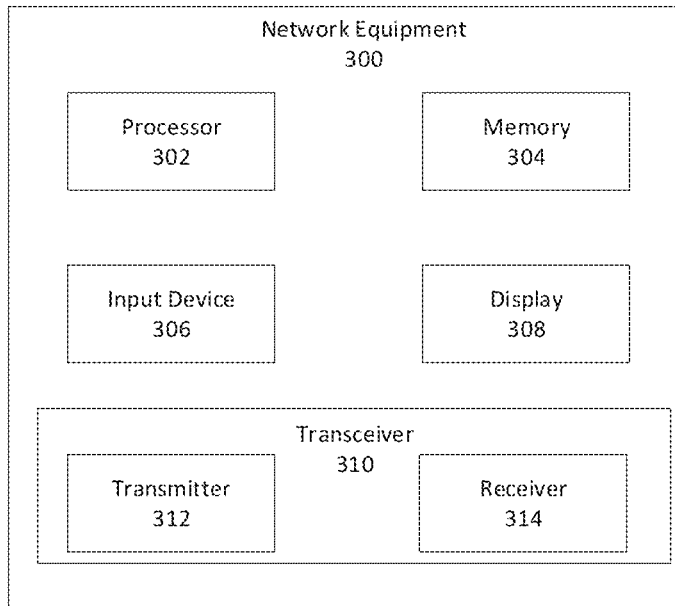 Network Equipment
300
Processor
302
Memory
304
Input Device
306
Display
308
Transceiver
310
Transmitter
312
Receiver
314